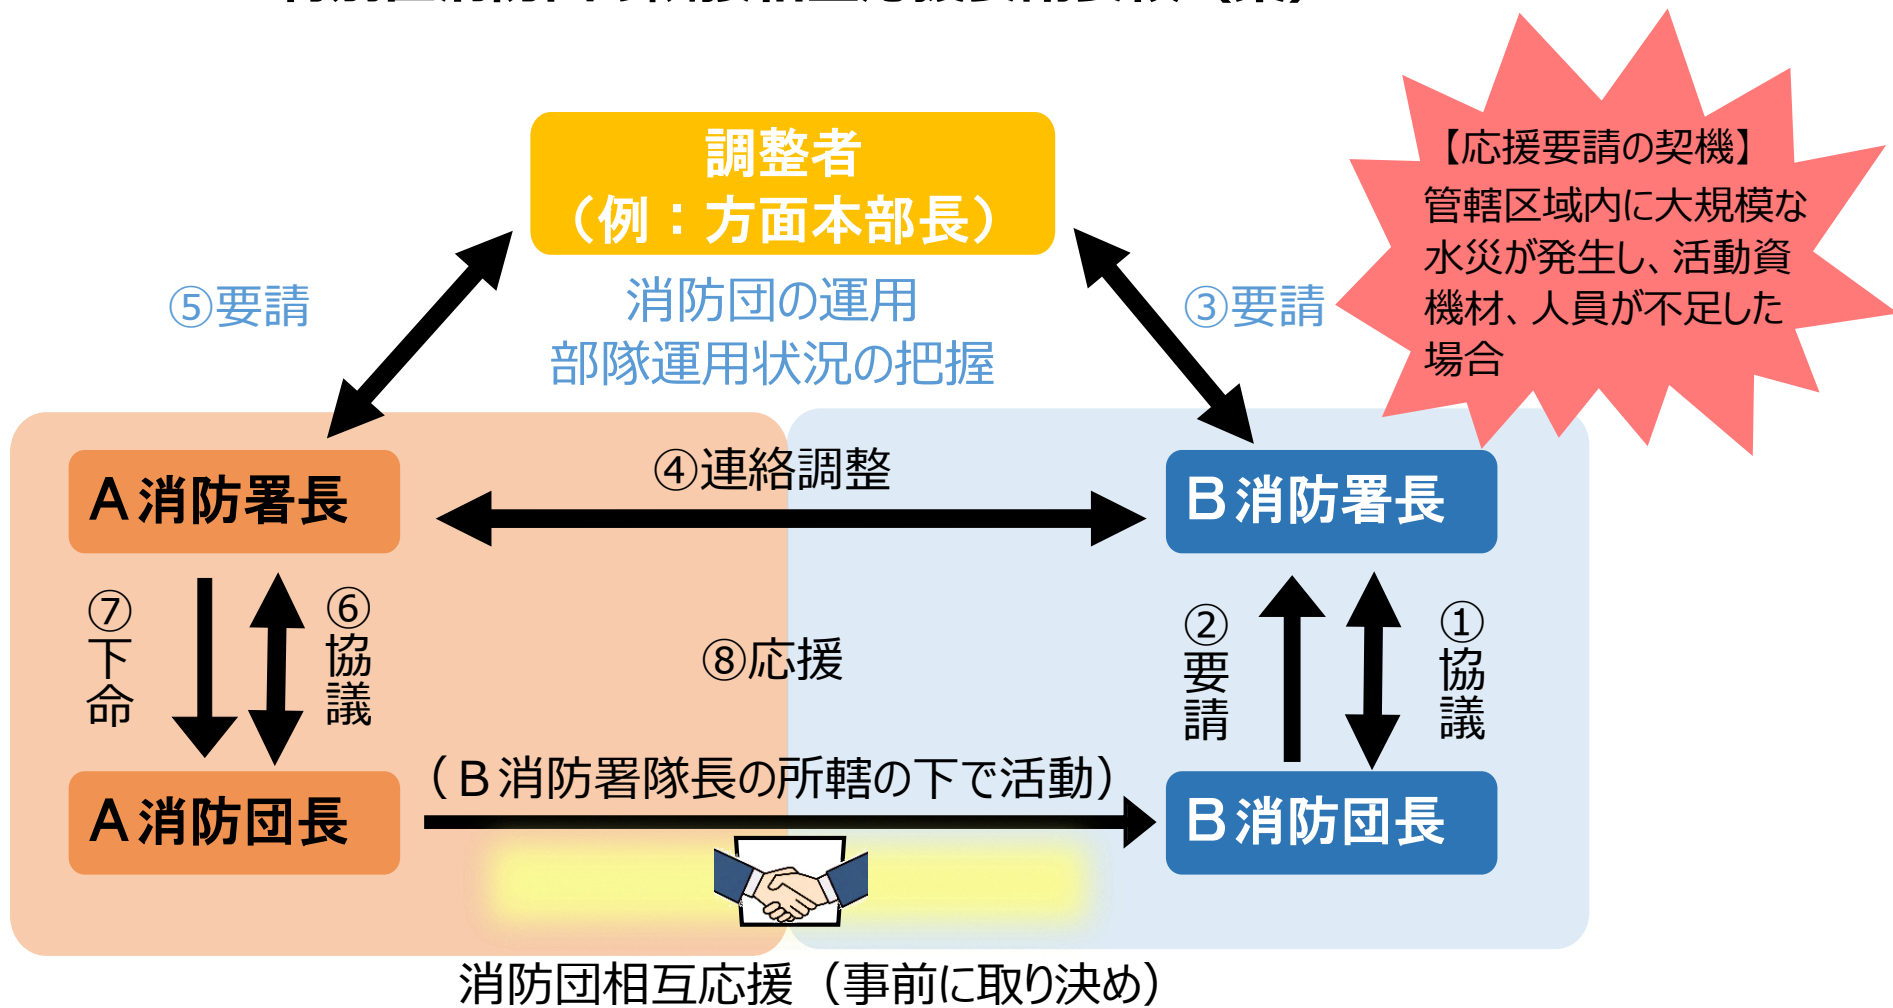 調整者
（例：方面本部長）
【応援要請の契機】
管轄区域内に大規模な
水災が発生し、活動資
機材、人員が不足した
場合
⑤要請
消防団の運用
部隊運用状況の把握
③要請
A消防署長
④連絡調整
B消防署長
⑦下命
⑥協議
⑧応援
②要請
①協議
（B消防署隊長の所轄の下で活動）
A消防団長
B消防団長
消防団相互応援（事前に取り決め）